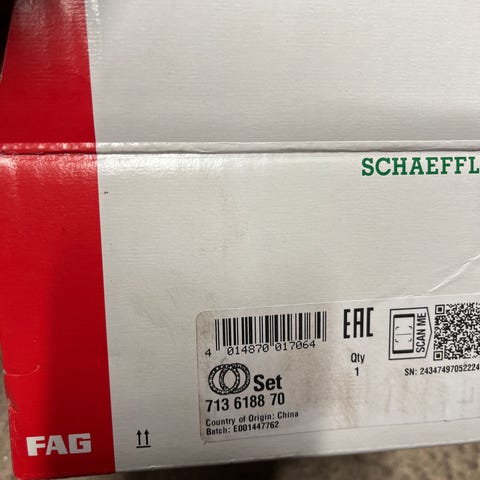 SCHAEFFL
EAC
4 014870 017064
Qty
1
SCAN ME
SN: 24347497052224
Set
713 6188 70
Country of Origin: China
Batch: E001447762
FAG